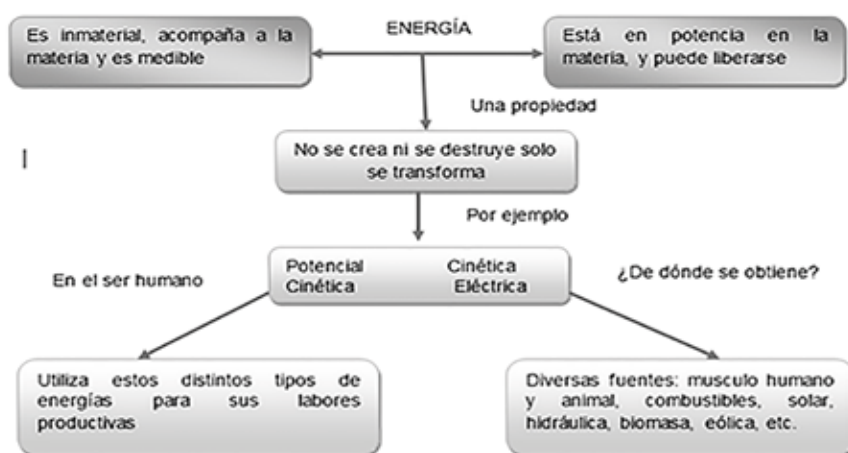 ENERGÍA
Es inmaterial, acompaña a la
materia y es medible
Está en potencia en la
materia, y puede liberarse
Una propiedad
No se crea ni se destruye solo
se transforma
Por ejemplo
Potencial Cinética
Cinética Eléctrica
En el ser humano
¿De dónde se obtiene?
Utiliza estos distintos tipos de
energías para sus labores
productivas
Diversas fuentes: musculo humano
y animal, combustibles, solar,
hidráulica, biomasa, eólica, etc.